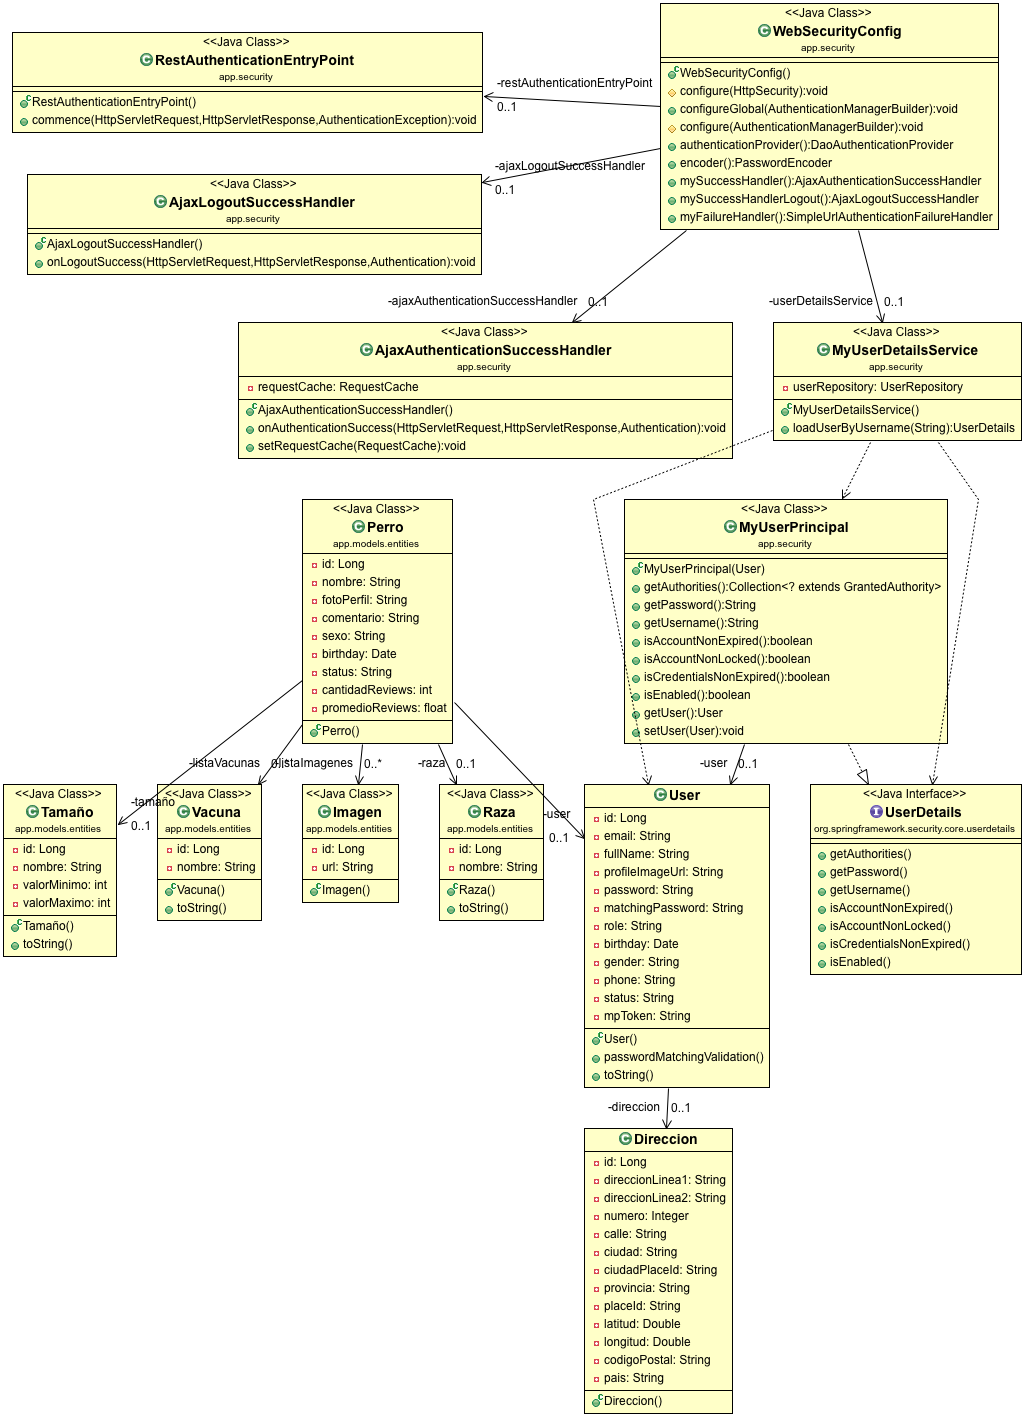 <<Java Class>>
WebSecurityConfig
app.security
WebSecurityConfig()
configure(HttpSecurity):void
configureGlobal(AuthenticationManagerBuilder):void
configure(AuthenticationManagerBuilder):void
authenticationProvider():DaoAuthenticationProvider
encoder():PasswordEncoder
mySuccessHandler():AjaxAuthenticationSuccessHandler
mySuccessHandlerLogout():AjaxLogoutSuccessHandler
myFailureHandler():SimpleUrlAuthenticationFailureHandler
<<Java Class>>
RestAuthenticationEntryPoint
app.security
RestAuthenticationEntryPoint()
commence(HttpServletRequest,HttpServletResponse,AuthenticationException):void
-restAuthenticationEntryPoint
0..1
<<Java Class>>
AjaxLogoutSuccessHandler
app.security
AjaxLogoutSuccessHandler()
onLogoutSuccess(HttpServletRequest,HttpServletResponse,Authentication):void
-ajaxLogoutSuccessHandler
0..1
-ajaxAuthenticationSuccessHandler
0..1
-userDetailsService
0..1
<<Java Class>>
AjaxAuthenticationSuccessHandler
app.security
requestCache: RequestCache
AjaxAuthenticationSuccessHandler()
onAuthenticationSuccess(HttpServletRequest,HttpServletResponse,Authentication):void
setRequestCache(RequestCache):void
<<Java Class>>
MyUserDetailsService
app.security
userRepository: UserRepository
MyUserDetailsService()
loadUserByUsername(String):UserDetails
<<Java Class>>
Perro
app.models.entities
id: Long
nombre: String
fotoPerfil: String
comentario: String
sexo: String
birthday: Date
status: String
cantidadReviews: int
promedioReviews: float
Perro()
<<Java Class>>
MyUserPrincipal
app.security
MyUserPrincipal(User)
getAuthorities():Collection<? extends GrantedAuthority>
getPassword():String
getUsername():String
isAccountNonExpired():boolean
isAccountNonLocked():boolean
isCredentialsNonExpired():boolean
isEnabled():boolean
getUser():User
setUser(User):void
-listaVacunas
0..*
-listaImagenes
0..*
-raza
0..1
-user
0..1
-tamaño
0..1
-user
0..1
<<Java Class>>
Tamaño
app.models.entities
id: Long
nombre: String
valorMinimo: int
valorMaximo: int
Tamaño()
toString()
<<Java Class>>
Vacuna
app.models.entities
id: Long
nombre: String
Vacuna()
toString()
<<Java Class>>
Imagen
app.models.entities
id: Long
url: String
Imagen()
<<Java Class>>
Raza
app.models.entities
id: Long
nombre: String
Raza()
toString()
User
id: Long
email: String
fullName: String
profileImageUrl: String
password: String
matchingPassword: String
role: String
birthday: Date
gender: String
phone: String
status: String
mpToken: String
User()
passwordMatchingValidation()
toString()
<<Java Interface>>
UserDetails
org.springframework.security.core.userdetails
getAuthorities()
getPassword()
getUsername()
isAccountNonExpired()
isAccountNonLocked()
isCredentialsNonExpired()
isEnabled()
-direccion
0..1
Direccion
id: Long
direccionLinea1: String
direccionLinea2: String
numero: Integer
calle: String
ciudad: String
ciudadPlaceId: String
provincia: String
placeId: String
latitud: Double
longitud: Double
codigoPostal: String
pais: String
Direccion()